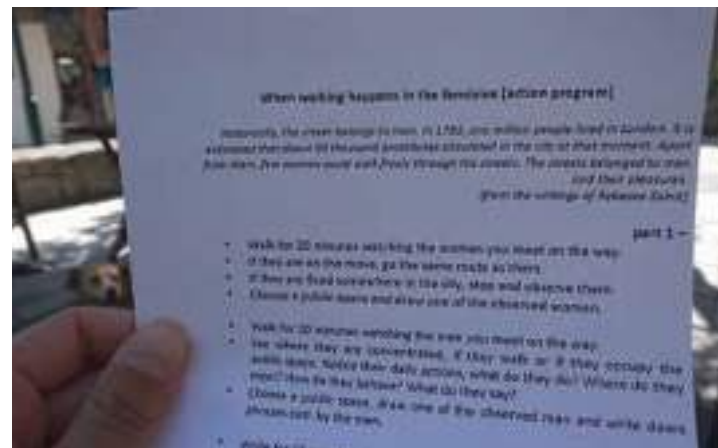 When walking happens in the feminine [action program]
Historically, the street belongs to men. In 1793, one million people lived in London. It is
estimated that about 50 thousand prostitutes circulated in the city at that moment. Apart
from them, few women could walk freely through the streets. The streets belonged to men
and their pleasures.
(from the writings of Rebecca Solnit)
part 1 –
• Walk for 20 minutes watching the women you meet on the way.
• If they are on the move, go the same route as them.
• If they are fixed somewhere in the city, stop and observe them.
• Choose a public space and draw one of the observed women.
• Walk for 20 minutes watching the men you meet on the way.
• See where they are concentrated, if they walk or if they occupy the
public space. Notice their daily actions, what do they do? Where do they
meet? How do they behave? What do they say?
• Choose a public space, draw one of the observed men and write down
phrases by the men.